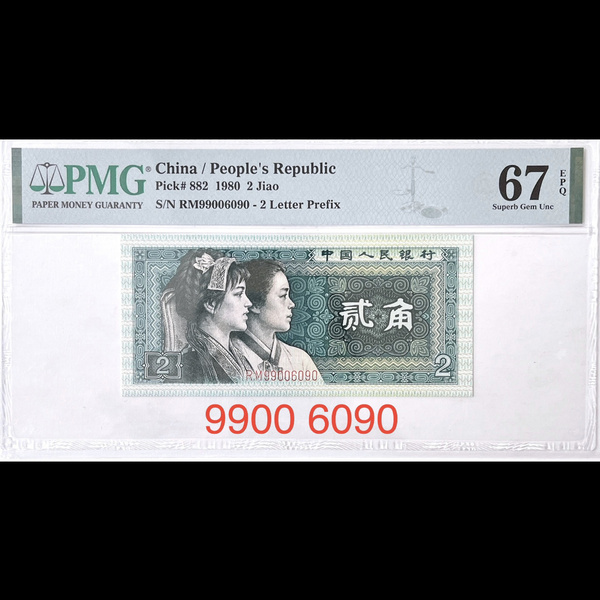 PMG®
PAPER MONEY GUARANTY
China / People's Republic
Pick# 882 1980 2 Jiao
S/N RM99006090 - 2 Letter Prefix
67 EPQ
Superb Gem Unc
中国人民银行
贰角
2
2
RM99006090
9900 6090